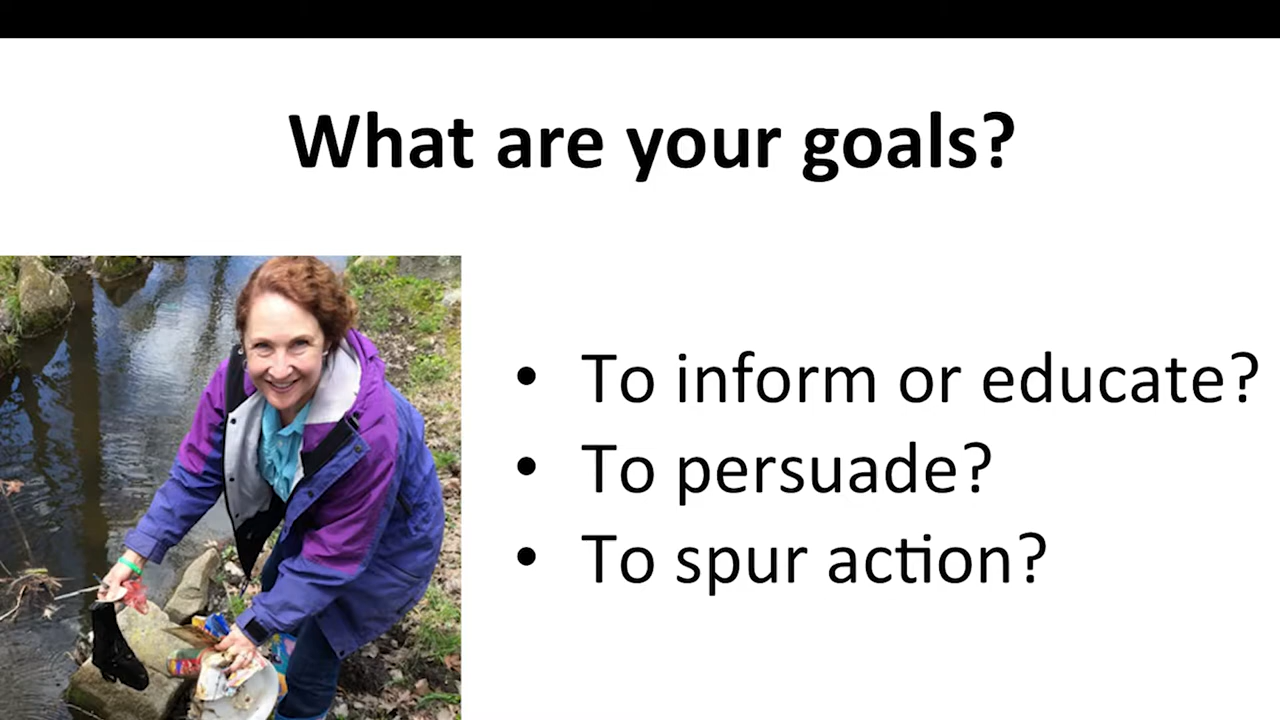 What are your goals?
• To inform or educate?
• To persuade?
• To spur action?